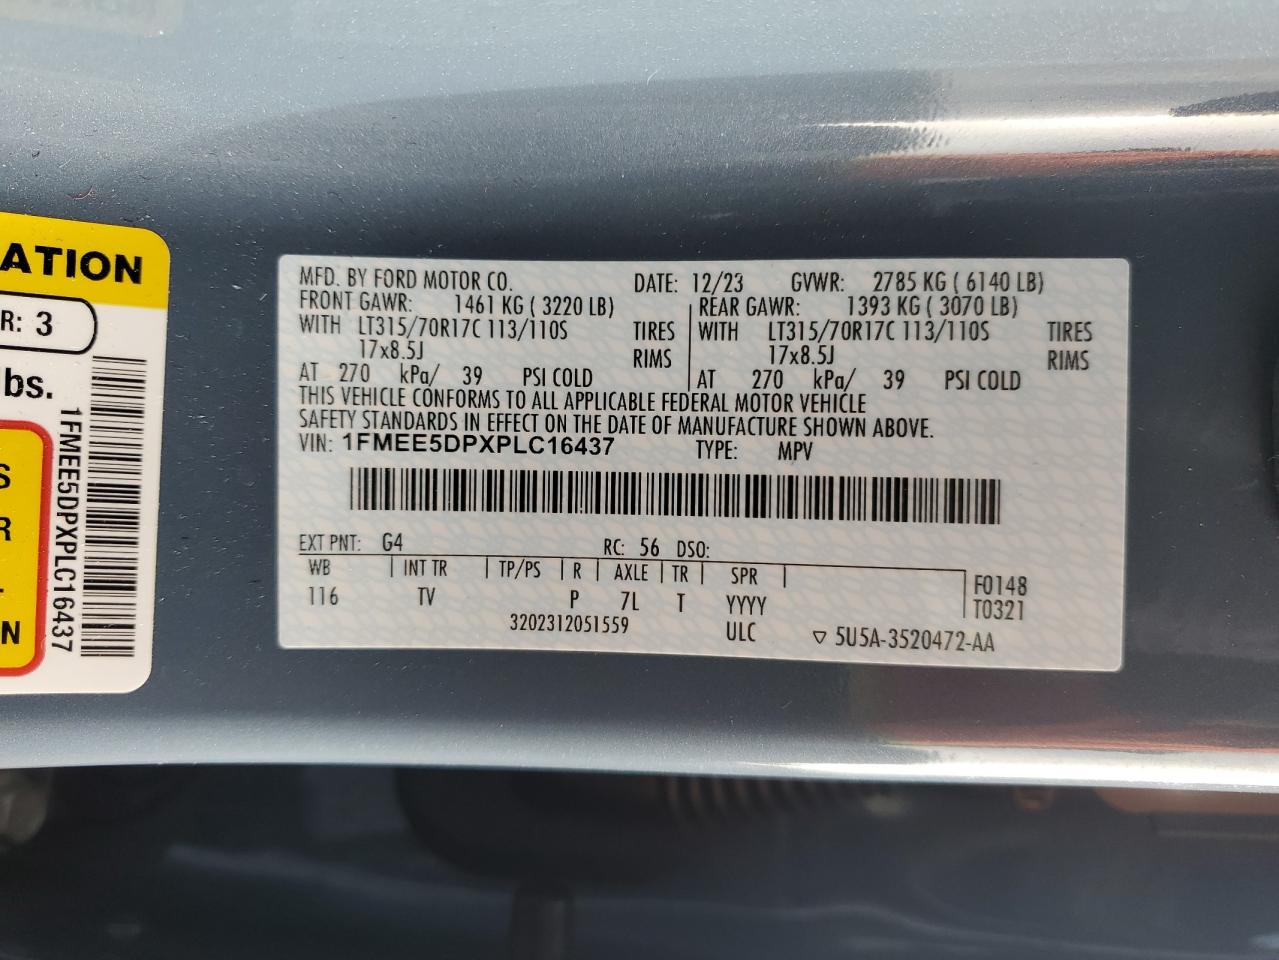 ATION
R: 3
lbs.
S
R
N
1FMEE5DPXPLC16437
MFD. BY FORD MOTOR CO. DATE: 12/23 GVWR: 2785 KG ( 6140 LB)
FRONT GAWR: 1461 KG ( 3220 LB) REAR GAWR: 1393 KG ( 3070 LB)
WITH LT315/70R17C 113/110S TIRES WITH LT315/70R17C 113/110S TIRES
17x8.5J RIMS 17x8.5J RIMS
AT 270 kPa/ 39 PSI COLD AT 270 kPa/ 39 PSI COLD
THIS VEHICLE CONFORMS TO ALL APPLICABLE FEDERAL MOTOR VEHICLE
SAFETY STANDARDS IN EFFECT ON THE DATE OF MANUFACTURE SHOWN ABOVE.
VIN: 1FMEE5DPXPLC16437 TYPE: MPV
EXT PNT: G4 RC: 56 DSO:
WB INT TR TP/PS R AXLE TR SPR F0148
116 TV P 7L T YYYY T0321
3202312051559 ULC ▽ 5U5A-3520472-AA